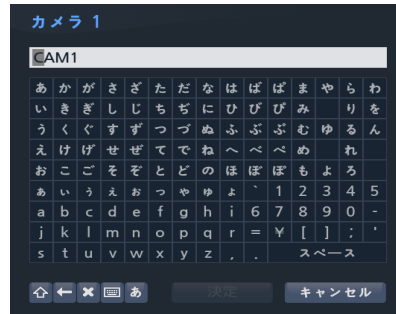 カメラ 1
CAM1
あ か が さ ざ た だ な は ば ぱ ま や ら わ
い き ぎ し じ ち ぢ に ひ び ぴ み り を
う く ぐ す ず つ づ ぬ ふ ぶ ぷ む ゆ る ん
え け げ せ ぜ て で ね へ べ ぺ め れ
お こ ご そ ぞ と ど の ほ ぼ ぽ も よ ろ
ぁ ぃ ぅ ぇ ぉ っ ゃ ゅ ょ ` 1 2 3 4 5
a b c d e f g h i 6 7 8 9 0 -
j k l m n o p q r = ¥ [ ] ; '
s t u v w x y z , . スペース
あ 決定 キャンセル